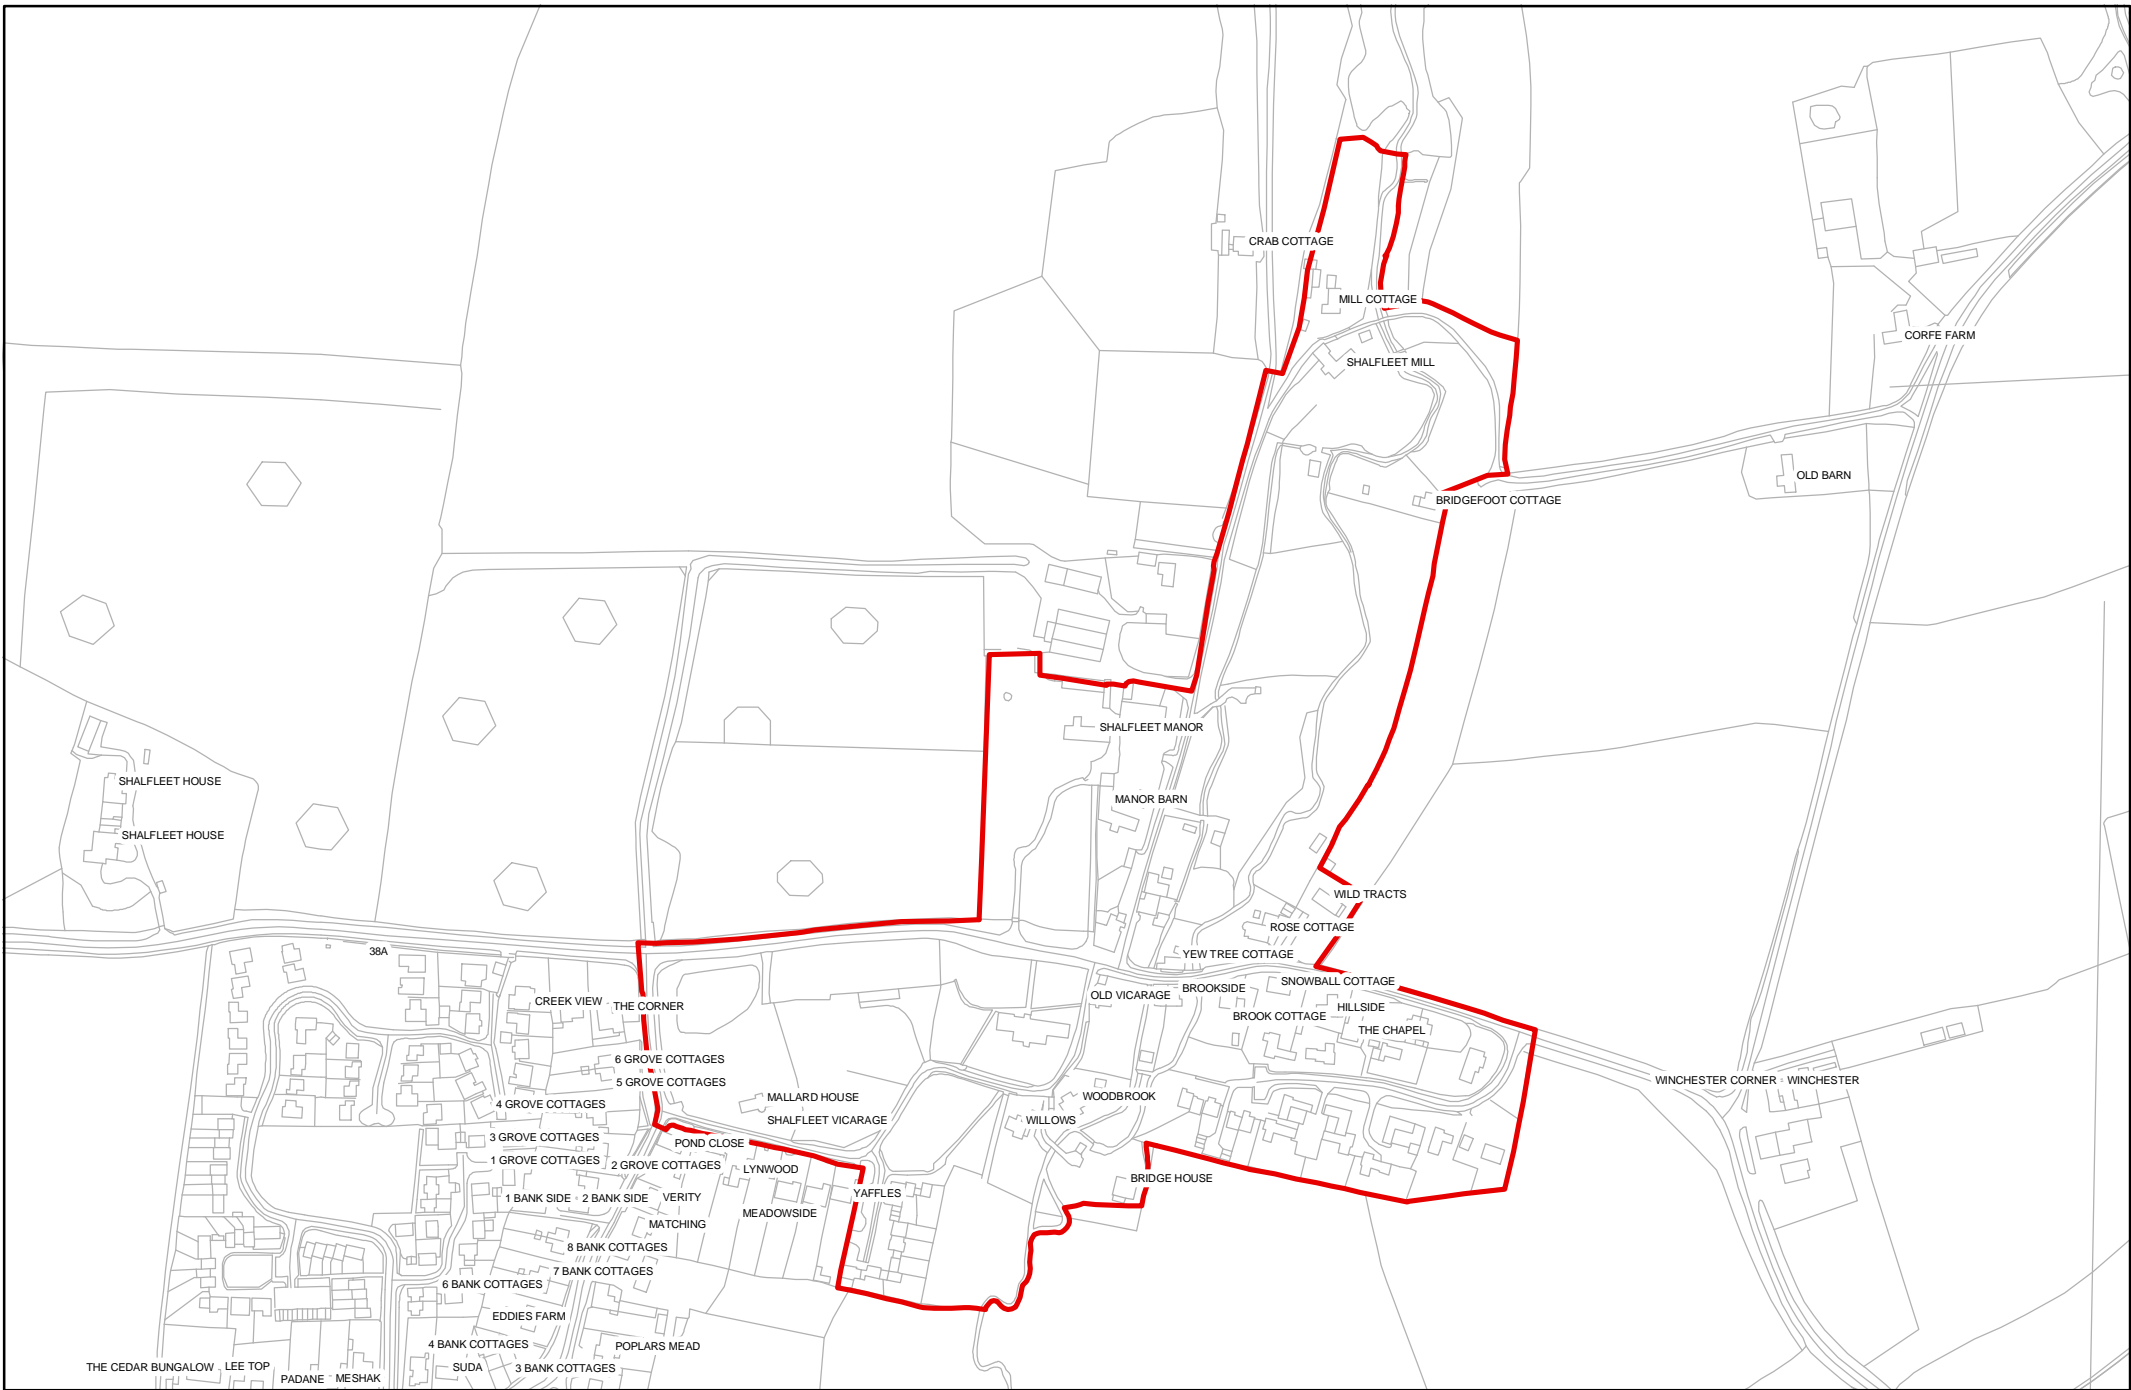 CRAB COTTAGE
MILL COTTAGE
CORFE FARM
SHALFLEET MILL
OLD BARN
BRIDGEFOOT COTTAGE
SHALFLEET MANOR
SHALFLEET HOUSE
MANOR BARN
SHALFLEET HOUSE
WILD TRACTS
ROSE COTTAGE
38A
YEW TREE COTTAGE
SNOWBALL COTTAGE
BROOKSIDE
OLD VICARAGE
CREEK VIEW
THE CORNER
HILLSIDE
BROOK COTTAGE
THE CHAPEL
6 GROVE COTTAGES
5 GROVE COTTAGES
WINCHESTER CORNER
WINCHESTER
MALLARD HOUSE
WOODBROOK
4 GROVE COTTAGES
SHALFLEET VICARAGE
WILLOWS
3 GROVE COTTAGES
POND CLOSE
1 GROVE COTTAGES
2 GROVE COTTAGES
LYNWOOD
BRIDGE HOUSE
1 BANK SIDE
2 BANK SIDE
VERITY
YAFFLES
MEADOWSIDE
MATCHING
8 BANK COTTAGES
7 BANK COTTAGES
6 BANK COTTAGES
EDDIES FARM
4 BANK COTTAGES
POPLARS MEAD
THE CEDAR BUNGALOW
LEE TOP
SUDA
3 BANK COTTAGES
PADANE
MESHAK